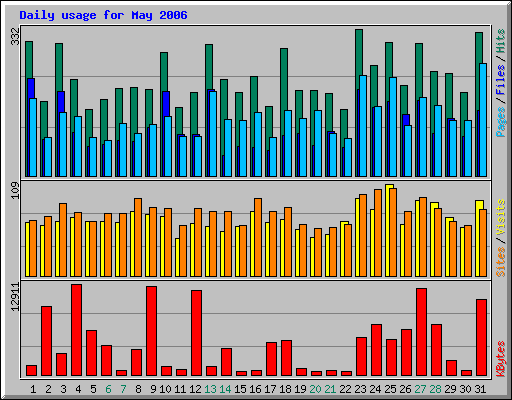 Daily usage for May 2006
332
Pages / Files / Hits
109
Sites / Visits
12911
KBytes
1 2 3 4 5 6 7 8 9 10 11 12 13 14 15 16 17 18 19 20 21 22 23 24 25 26 27 28 29 30 31